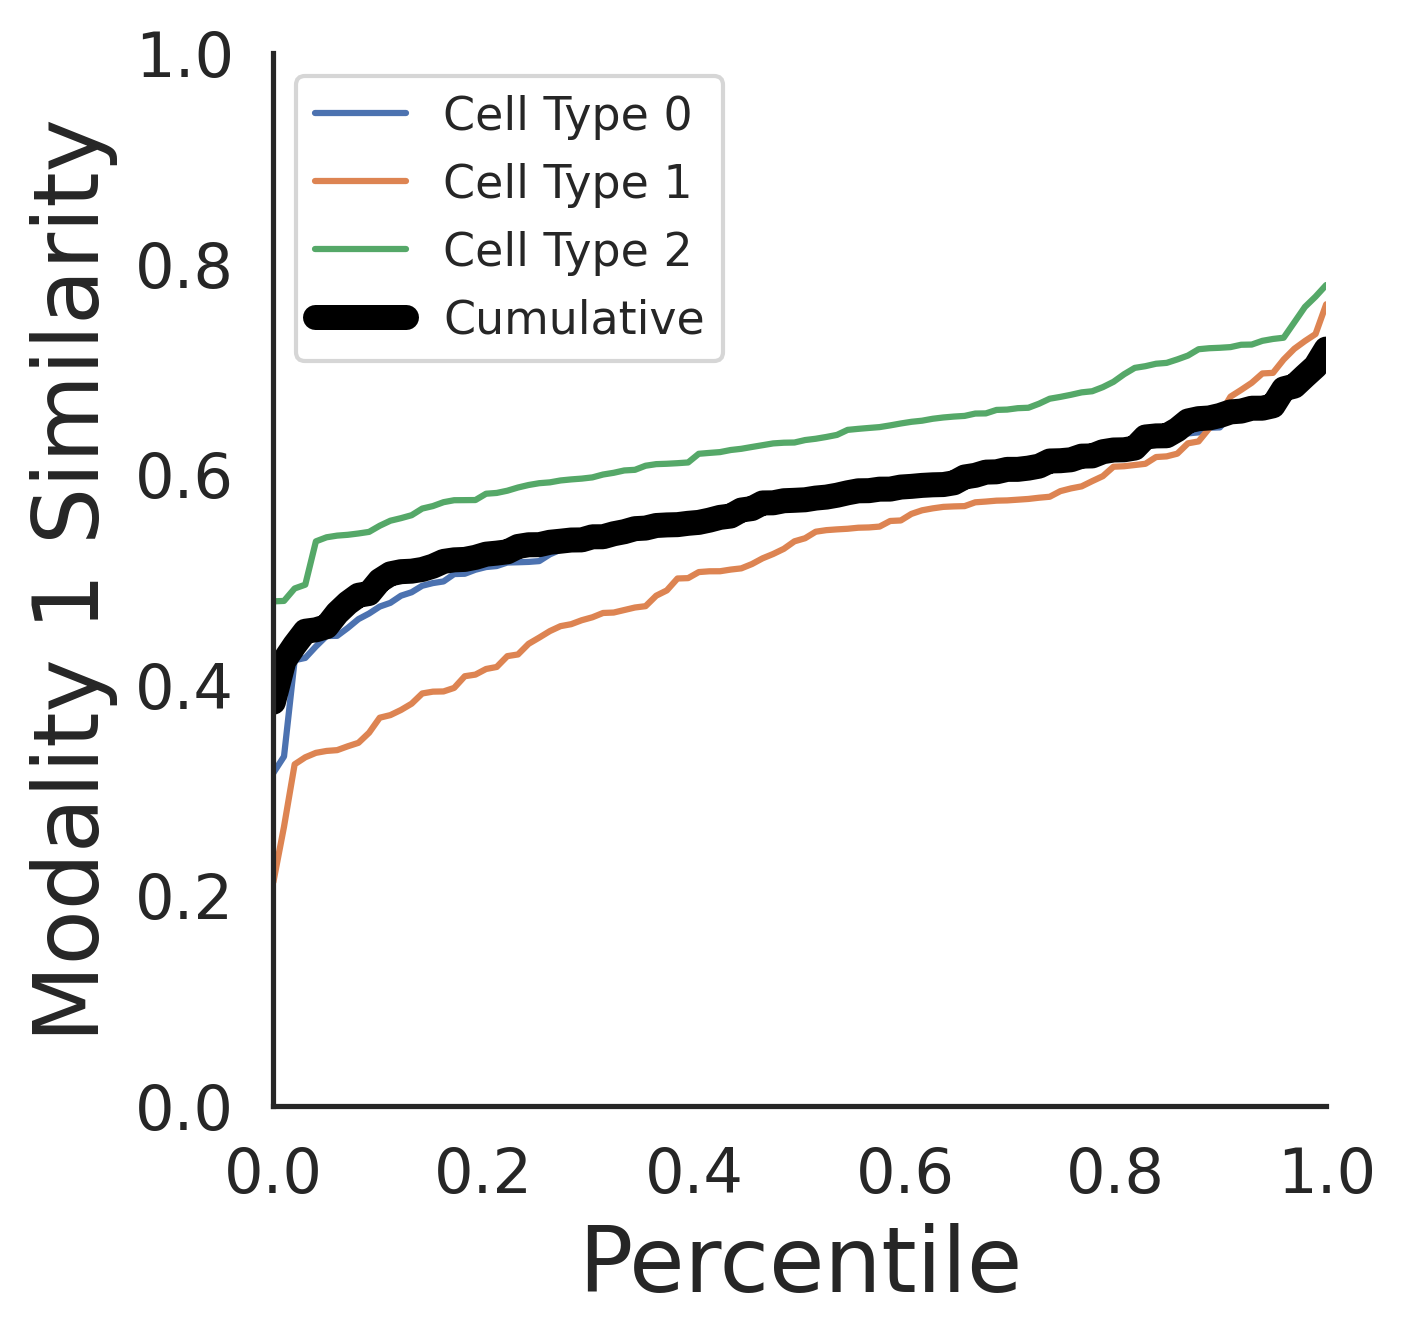 Modality 1 Similarity
1.0
0.8
0.6
0.4
0.2
0.0
Cell Type 0
Cell Type 1
Cell Type 2
Cumulative
0.0 0.2 0.4 0.6 0.8 1.0
Percentile